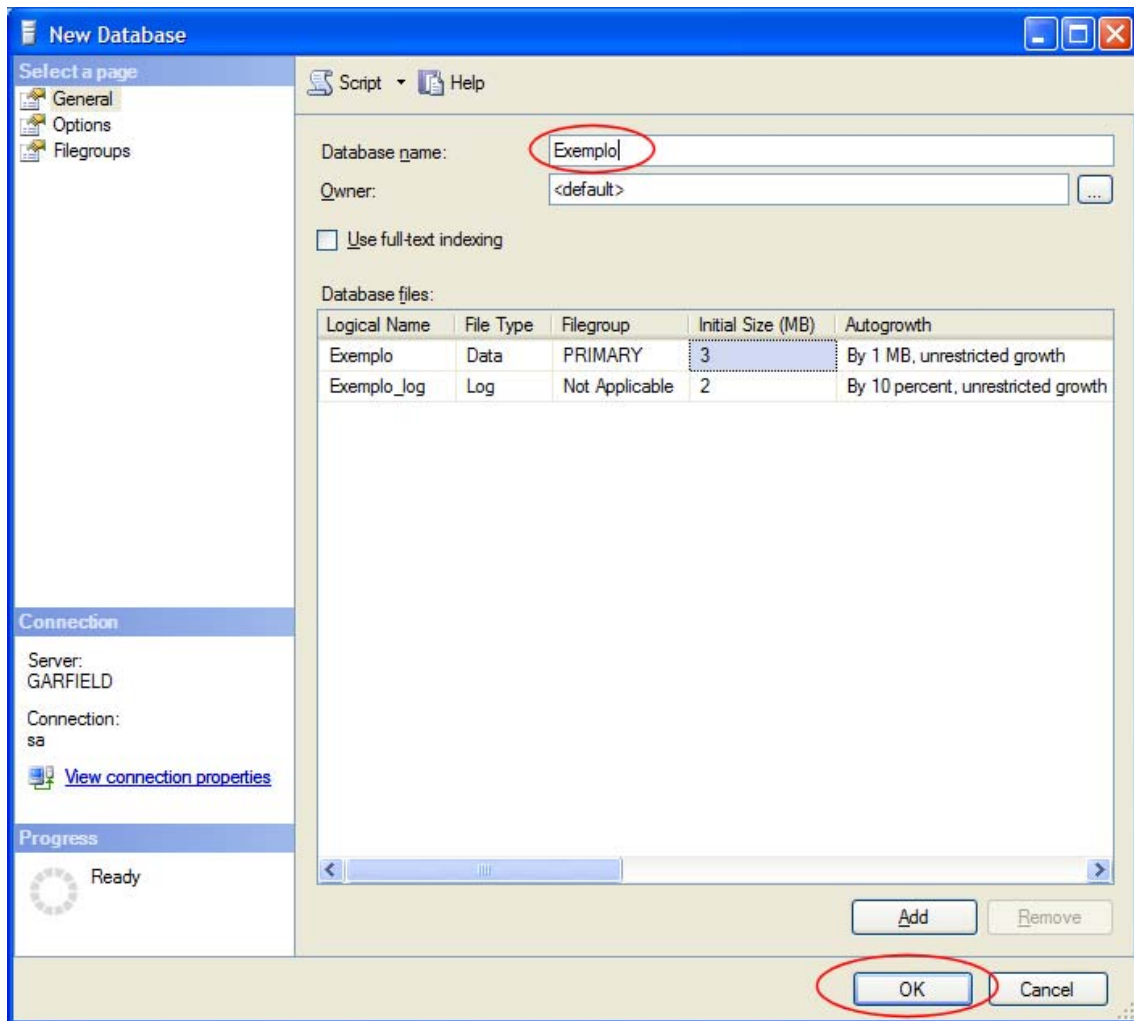 New Database
Select a page
General
Options
Filegroups
Script Help
Database name: Exemplo
Owner: <default> ...
Use full-text indexing
Database files:
Logical Name File Type Filegroup Initial Size (MB) Autogrowth
Exemplo Data PRIMARY 3 By 1 MB, unrestricted growth
Exemplo_log Log Not Applicable 2 By 10 percent, unrestricted growth
Connection
Server:
GARFIELD
Connection:
sa
View connection properties
Progress
Ready
Add Remove
OK Cancel